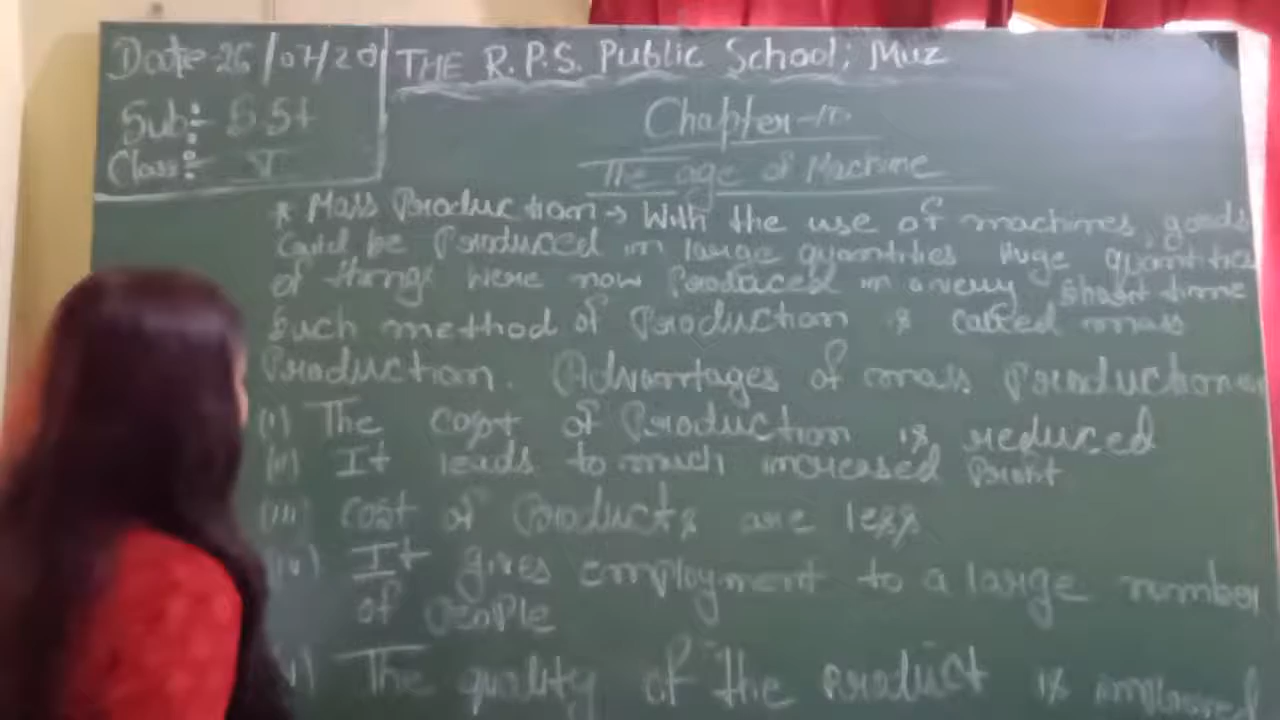 Date-26/07/20
Sub:- S.St
Class:- V
THE R.P.S. Public School; Muz
Chapter-10
The age of Machine
* Mass Production → With the use of machines, goods
Could be Produced in large quantities Huge quantities
of things were now Produced in a very short time
Such method of Production is called mass
Production. Advantages of mass Production
(i) The cost of Production is reduced
(ii) It leads to much increased Profit
(iii) cost of Products are less
(iv) It gives employment to a large number
of People
The quality of the product is improved